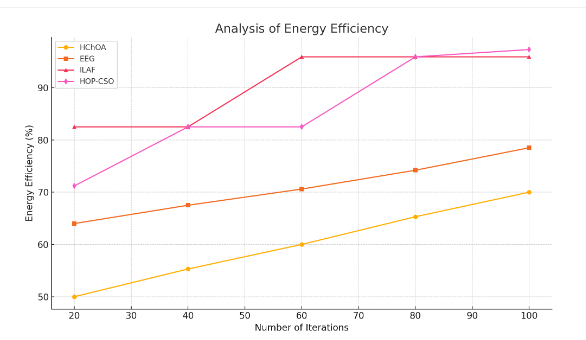 Analysis of Energy Efficiency
HChOA
EEG
ILAF
HOP-CSO
Energy Efficiency (%)
90
80
70
60
50
20 30 40 50 60 70 80 90 100
Number of Iterations